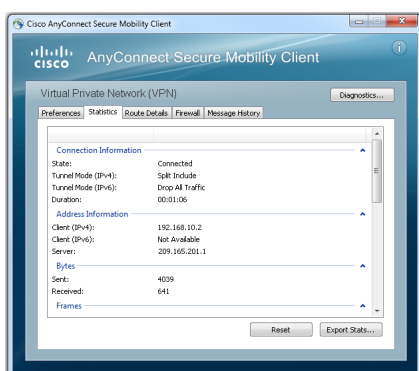 Cisco AnyConnect Secure Mobility Client
CISCO AnyConnect Secure Mobility Client
Virtual Private Network (VPN)
Diagnostics...
Preferences Statistics Route Details Firewall Message History
Connection Information
State: Connected
Tunnel Mode (IPv4): Split Include
Tunnel Mode (IPv6): Drop All Traffic
Duration: 00:01:06
Address Information
Client (IPv4): 192.168.10.2
Client (IPv6): Not Available
Server: 209.165.201.1
Bytes
Sent: 4039
Received: 641
Frames
Reset Export Stats...